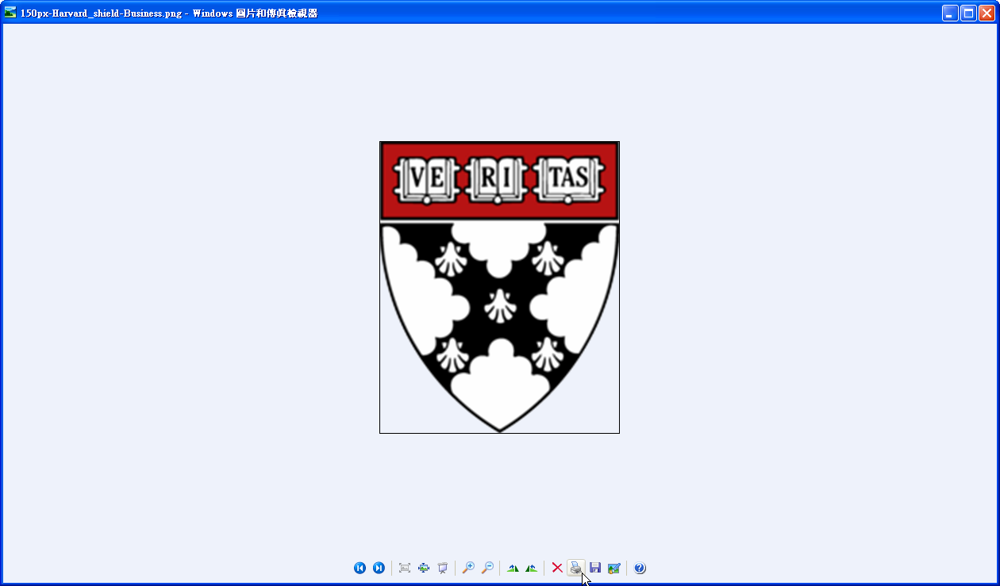 150px-Harvard_shield-Business.png - Windows 圖片和傳真檢視器
VE RI TAS